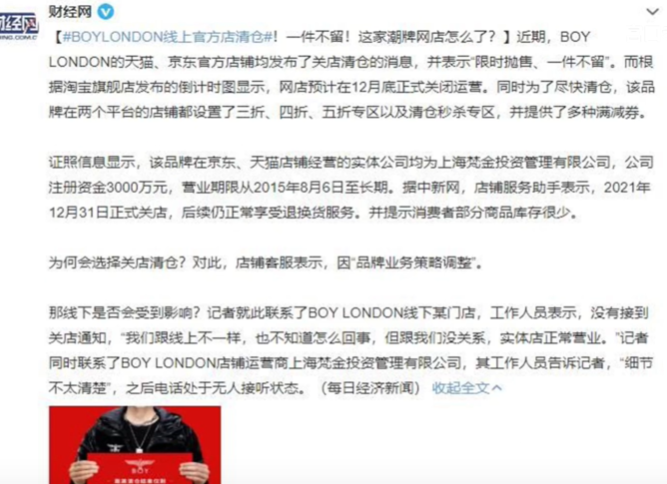 财经网
财经网
ING.COM.C
【#BOYLONDON线上官方店清仓#！一件不留！这家潮牌网店怎么了？】近期，BOY
LONDON的天猫、京东官方店铺均发布了关店清仓的消息，并表示“限时抛售、一件不留”。而根
据淘宝旗舰店发布的倒计时图显示，网店预计在12月底正式关闭运营。同时为了尽快清仓，该品
牌在两个平台的店铺都设置了三折、四折、五折专区以及清仓秒杀专区，并提供了多种满减券。
证照信息显示，该品牌在京东、天猫店铺经营的实体公司均为上海梵金投资管理有限公司，公司
注册资金3000万元，营业期限从2015年8月6日至长期。据中新网，店铺服务助手表示，2021年
12月31日正式关店，后续仍正常享受退换货服务。并提示消费者部分商品库存很少。
为何会选择关店清仓？对此，店铺客服表示，因“品牌业务策略调整”。
那线下是否会受到影响？记者就此联系了BOY LONDON线下某门店，工作人员表示，没有接到
关店通知，“我们跟线上不一样，也不知道怎么回事，但跟我们没关系，实体店正常营业。”记者
同时联系了BOY LONDON店铺运营商上海梵金投资管理有限公司，其工作人员告诉记者，“细节
不太清楚”，之后电话处于无人接听状态。（每日经济新闻） 收起全文
BOY